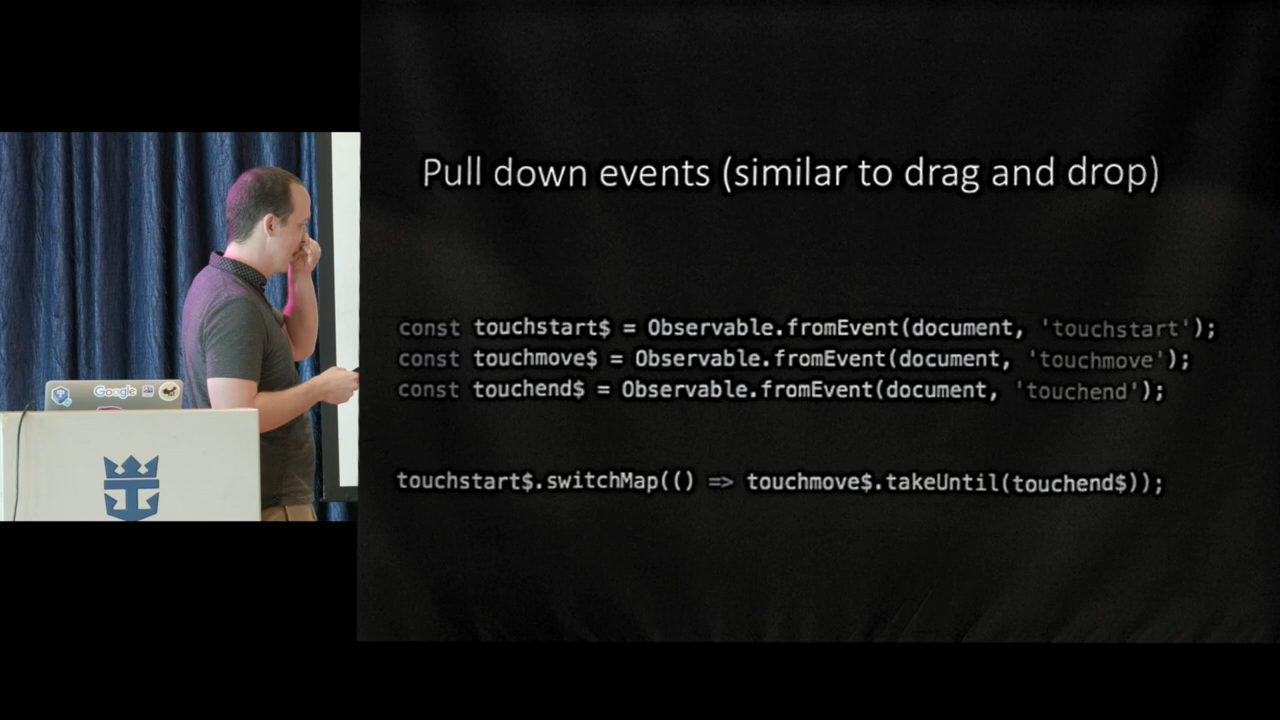 Pull down events (similar to drag and drop)
const touchstart$ = Observable.fromEvent(document, 'touchstart');
const touchmove$ = Observable.fromEvent(document, 'touchmove');
const touchend$ = Observable.fromEvent(document, 'touchend');
touchstart$.switchMap(() => touchmove$.takeUntil(touchend$));
Google